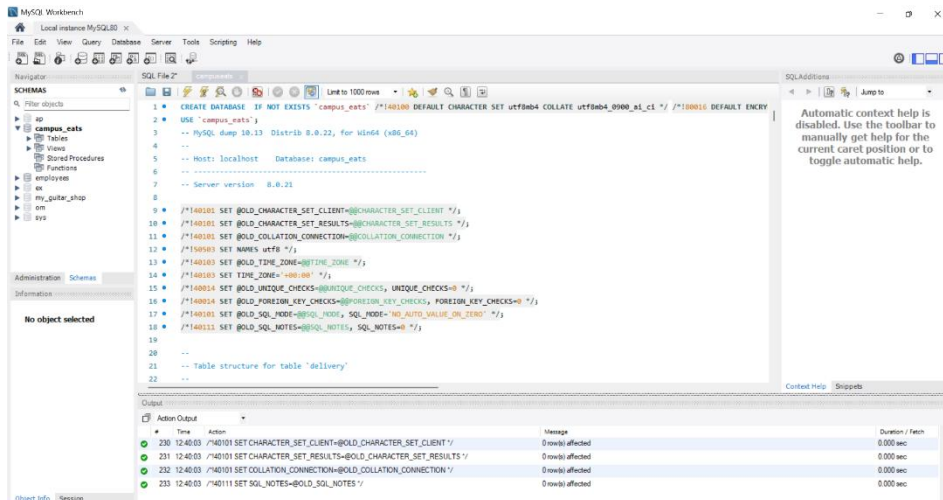 MySQL Workbench
Local instance MySQL80
File Edit View Query Database Server Tools Scripting Help
Navigator
SCHEMAS
Filter objects
ap
campus_eats
Tables
Views
Stored Procedures
Functions
employees
ex
my_guitar_shop
om
sys
Administration Schemas
Information
No object selected
Object Info Session
SQL File 2*
Limit to 1000 rows
1 CREATE DATABASE IF NOT EXISTS `campus_eats` /*!40100 DEFAULT CHARACTER SET utf8mb4 COLLATE utf8mb4_0900_ai_ci */ /*!80016 DEFAULT ENCRY
2 USE `campus_eats`;
3 -- MySQL dump 10.13 Distrib 8.0.22, for Win64 (x86_64)
4 --
5 -- Host: localhost Database: campus_eats
6 -- ------------------------------------------------------
7 -- Server version 8.0.21
8
9 /*!40101 SET @OLD_CHARACTER_SET_CLIENT=@@CHARACTER_SET_CLIENT */;
10 /*!40101 SET @OLD_CHARACTER_SET_RESULTS=@@CHARACTER_SET_RESULTS */;
11 /*!40101 SET @OLD_COLLATION_CONNECTION=@@COLLATION_CONNECTION */;
12 /*!50503 SET NAMES utf8 */;
13 /*!40103 SET @OLD_TIME_ZONE=@@TIME_ZONE */;
14 /*!40103 SET TIME_ZONE='+00:00' */;
15 /*!40014 SET @OLD_UNIQUE_CHECKS=@@UNIQUE_CHECKS, UNIQUE_CHECKS=0 */;
16 /*!40014 SET @OLD_FOREIGN_KEY_CHECKS=@@FOREIGN_KEY_CHECKS, FOREIGN_KEY_CHECKS=0 */;
17 /*!40101 SET @OLD_SQL_MODE=@@SQL_MODE, SQL_MODE='NO_AUTO_VALUE_ON_ZERO' */;
18 /*!40111 SET @OLD_SQL_NOTES=@@SQL_NOTES, SQL_NOTES=0 */;
19
20 --
21 -- Table structure for table `delivery`
22 --
SQLAdditions
Jump to
Automatic context help is
disabled. Use the toolbar to
manually get help for the
current caret position or to
toggle automatic help.
Context Help Snippets
Output
Action Output
# Time Action Message Duration / Fetch
230 12:40:03 /*!40101 SET CHARACTER_SET_CLIENT=@OLD_CHARACTER_SET_CLIENT */ 0 row(s) affected 0.000 sec
231 12:40:03 /*!40101 SET CHARACTER_SET_RESULTS=@OLD_CHARACTER_SET_RESULTS */ 0 row(s) affected 0.000 sec
232 12:40:03 /*!40101 SET COLLATION_CONNECTION=@OLD_COLLATION_CONNECTION */ 0 row(s) affected 0.000 sec
233 12:40:03 /*!40111 SET SQL_NOTES=@OLD_SQL_NOTES */ 0 row(s) affected 0.000 sec